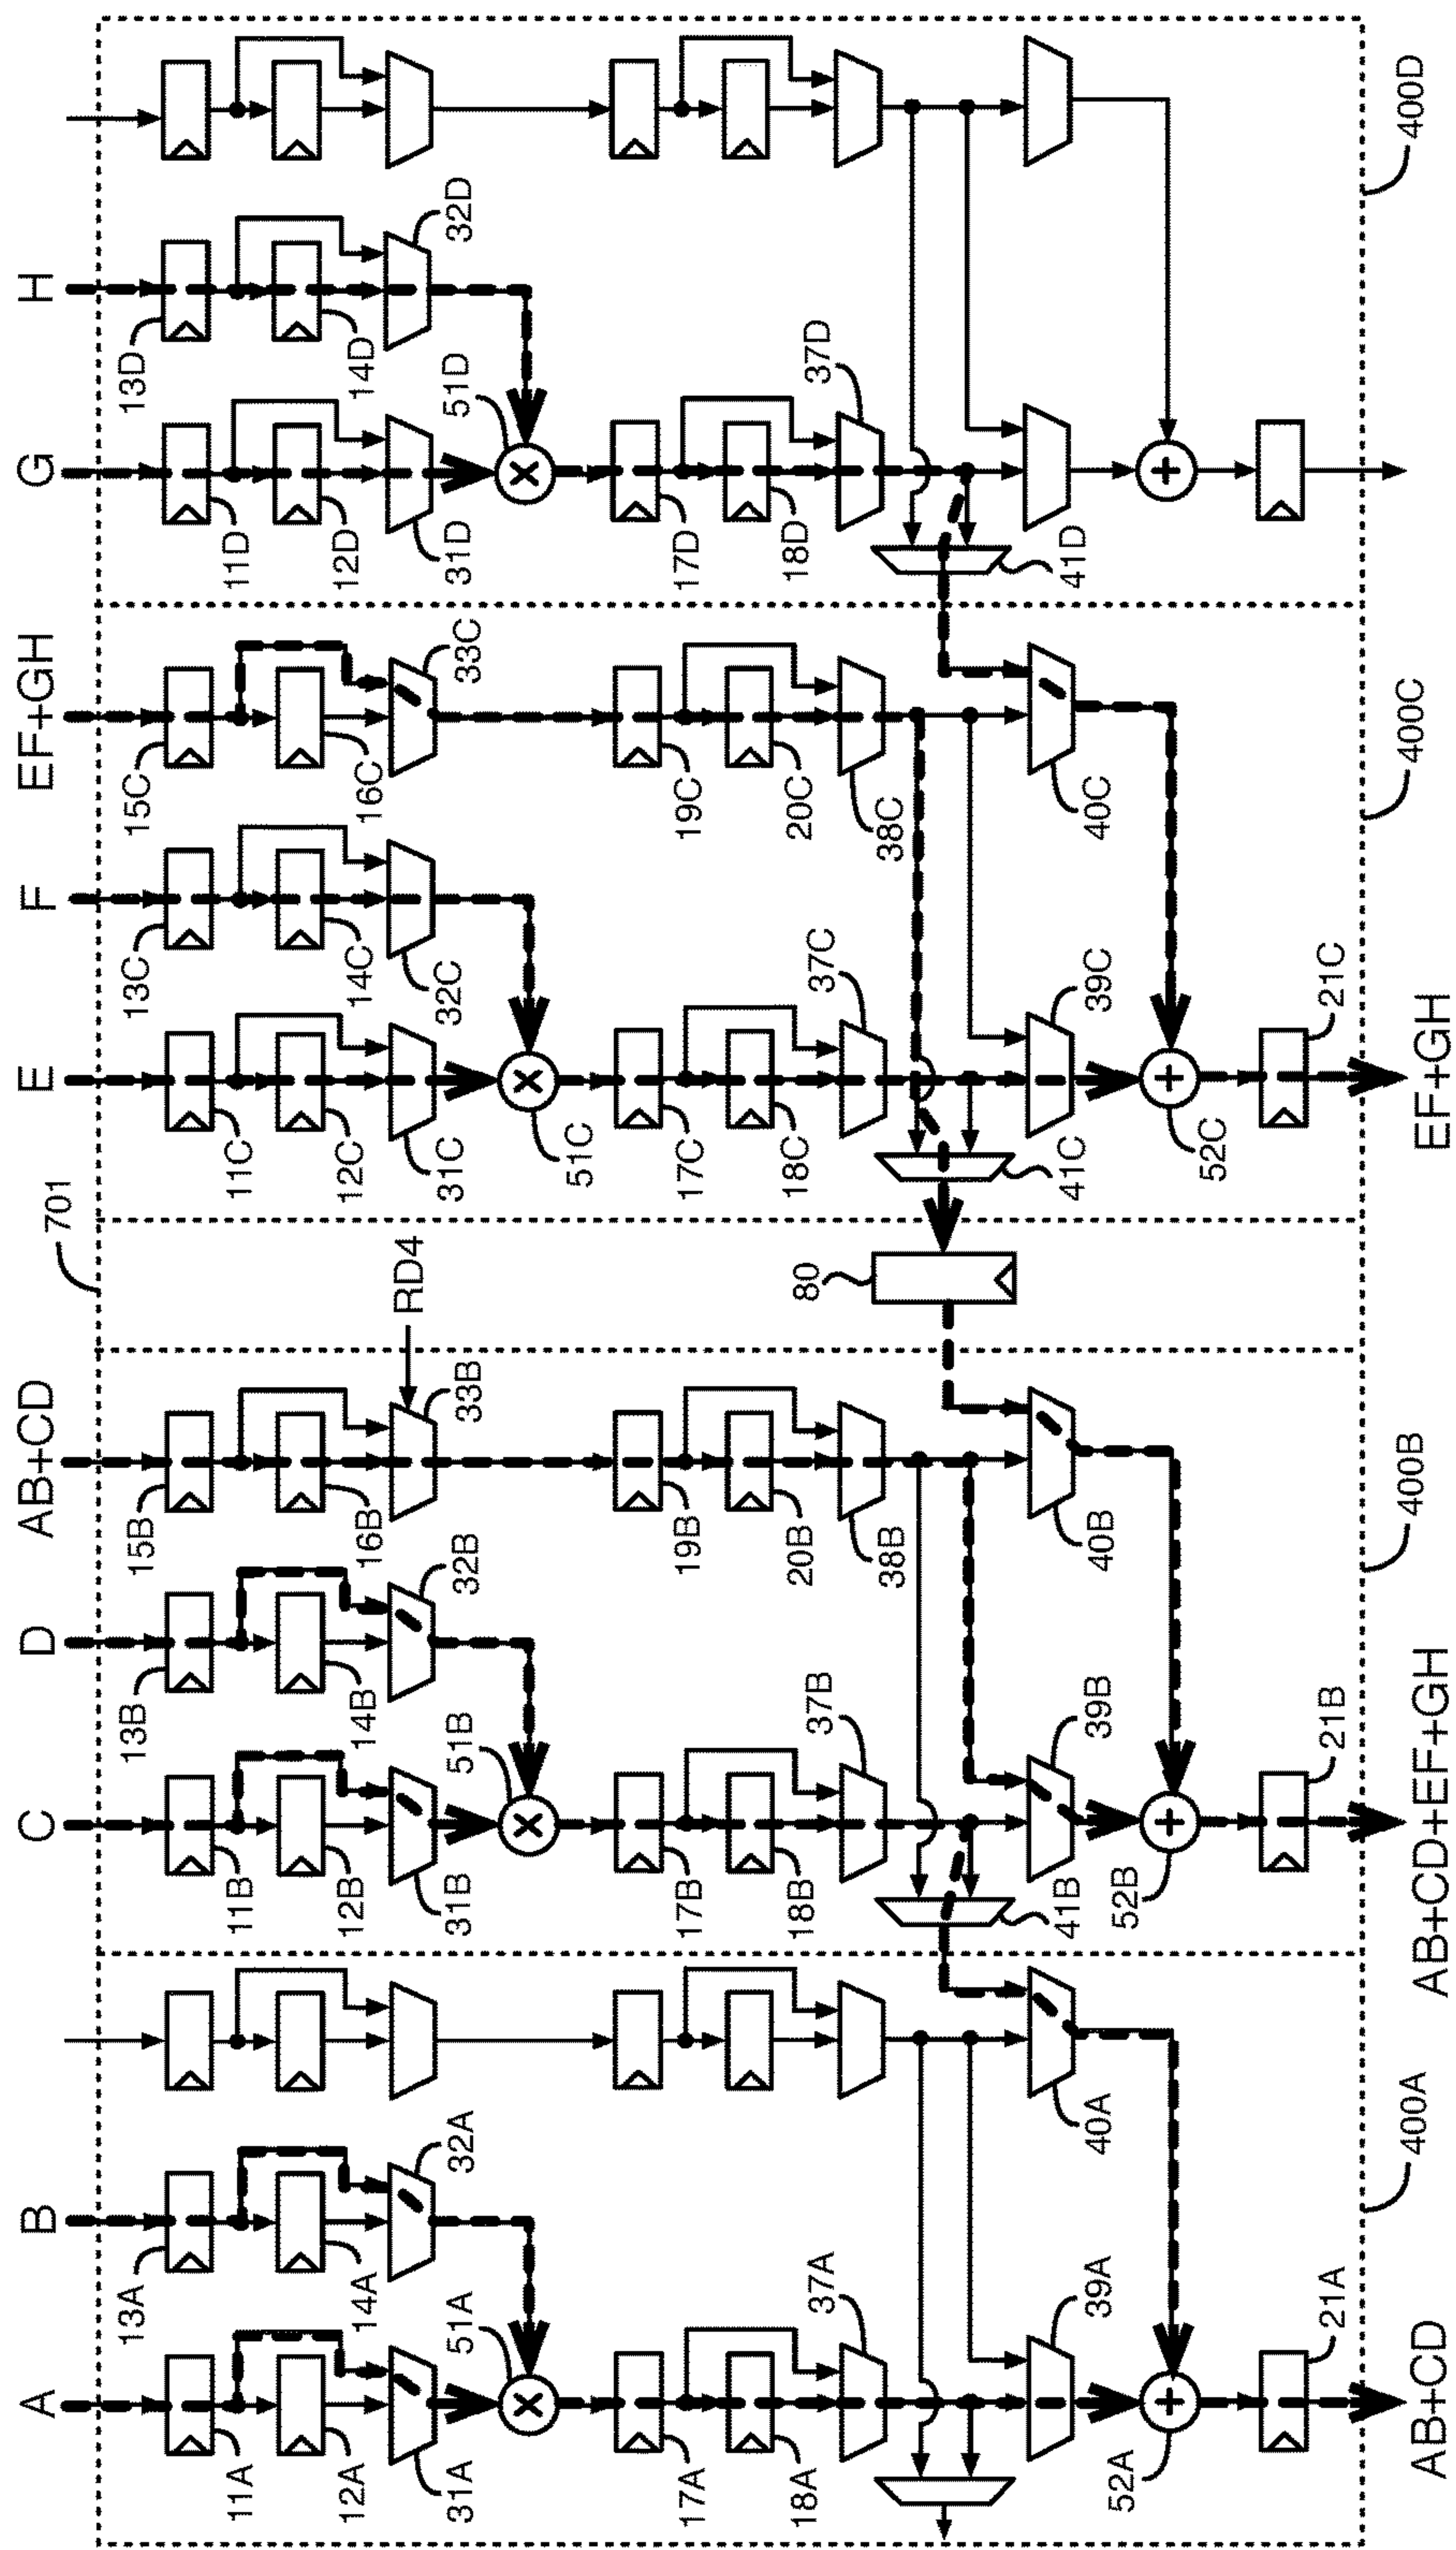 A
B
C
D
AB+CD
E
F
EF+GH
G
H
701
11A
12A
31A
13A
14A
32A
51A
17A
18A
37A
39A
40A
52A
21A
400A
AB+CD
11B
12B
31B
13B
14B
32B
15B
16B
33B
RD4
51B
17B
18B
37B
19B
20B
38B
41B
39B
40B
52B
21B
400B
AB+CD+EF+GH
80
11C
12C
31C
13C
14C
32C
15C
16C
33C
51C
17C
18C
37C
19C
20C
38C
41C
39C
40C
52C
21C
400C
EF+GH
11D
12D
31D
13D
14D
32D
51D
17D
18D
37D
41D
400D